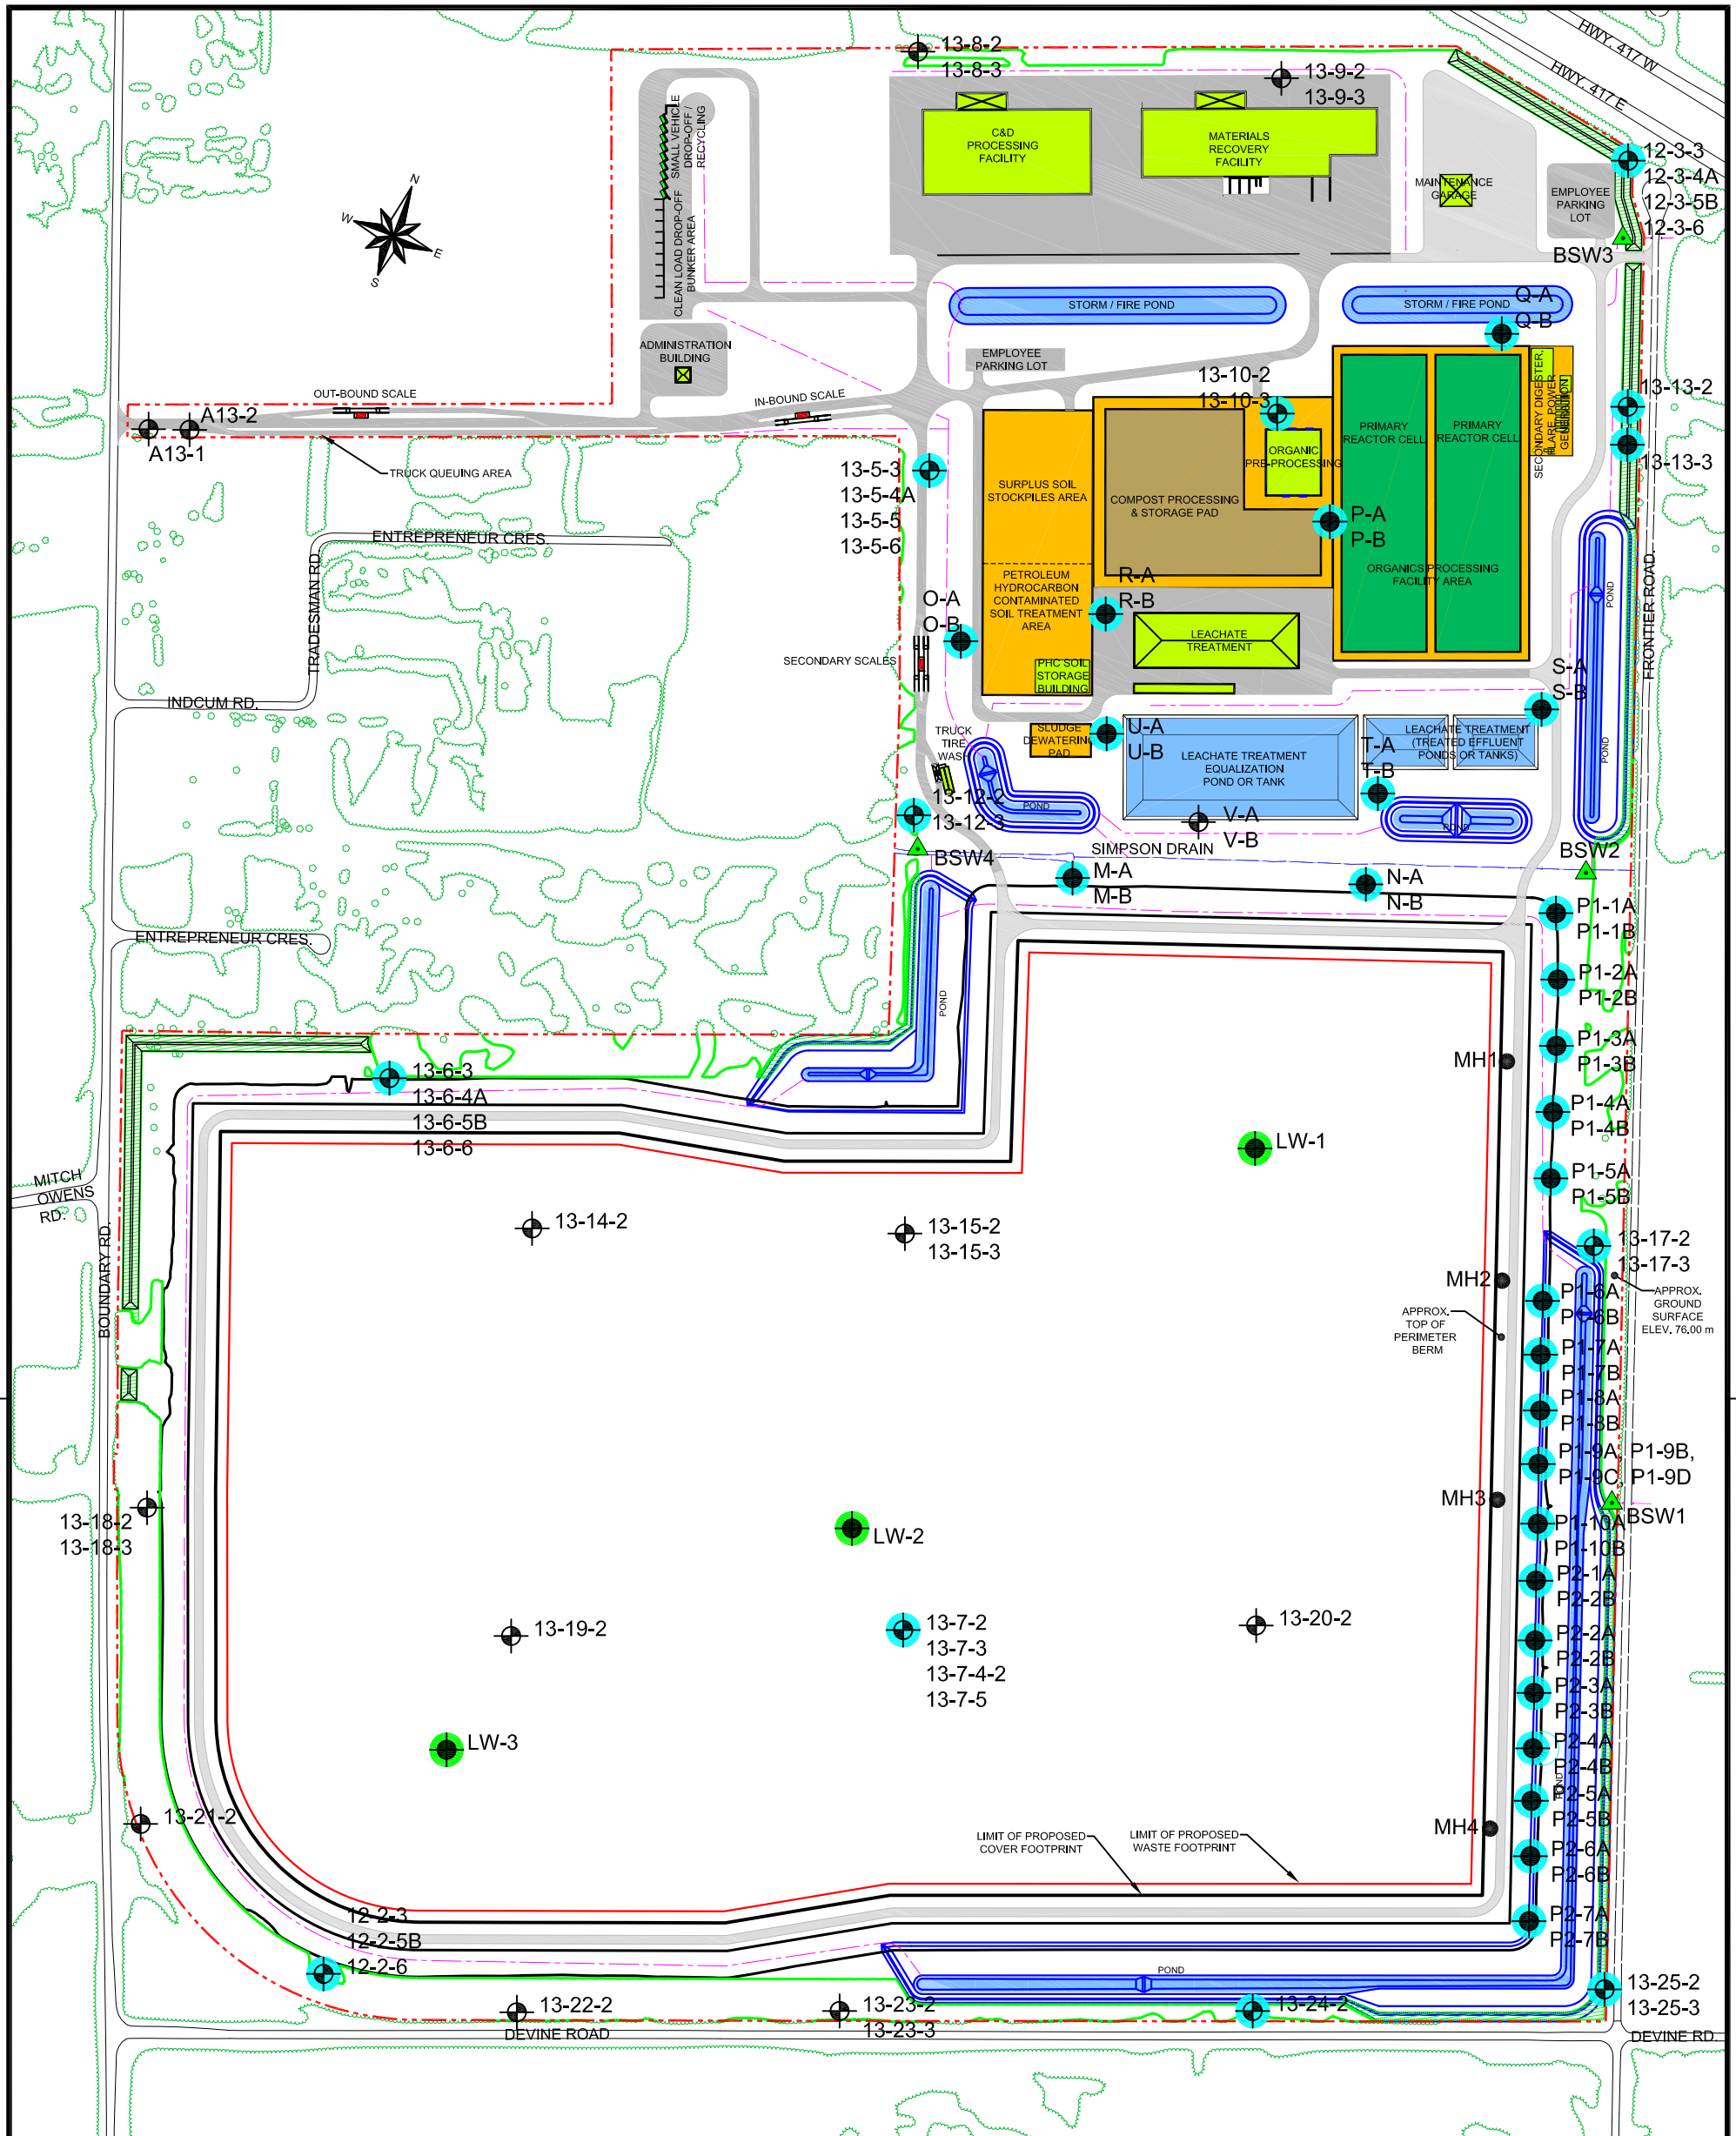 HWY. 417 W
HWY. 417 E
13-8-2
13-8-3
13-9-2
13-9-3
SMALL VEHICLE
DROP-OFF /
RECYCLING
CLEAN LOAD DROP-OFF
BUNKER AREA
C&D
PROCESSING
FACILITY
MATERIALS
RECOVERY
FACILITY
MAINTENANCE
GARAGE
EMPLOYEE
PARKING
LOT
12-3-3
12-3-4A
12-3-5B
12-3-6
BSW3
N
W
E
S
STORM / FIRE POND
STORM / FIRE POND
Q-A
Q-B
ADMINISTRATION
BUILDING
EMPLOYEE
PARKING LOT
OUT-BOUND SCALE
IN-BOUND SCALE
A13-2
A13-1
TRUCK QUEUING AREA
13-10-2
13-10-3
13-13-2
13-13-3
PRIMARY
REACTOR CELL
PRIMARY
REACTOR CELL
SECONDARY DIGESTER,
FLARE, POWER
GENERATION
ORGANIC
PRE-PROCESSING
13-5-3
13-5-4A
13-5-5
13-5-6
SURPLUS SOIL
STOCKPILES AREA
COMPOST PROCESSING
& STORAGE PAD
P-A
P-B
ENTREPRENEUR CRES.
TRADESMAN RD.
INDCUM RD.
ORGANICS PROCESSING
FACILITY AREA
PETROLEUM
HYDROCARBON
CONTAMINATED
SOIL TREATMENT
AREA
R-A
R-B
O-A
O-B
LEACHATE
TREATMENT
SECONDARY SCALES
PHC SOIL
STORAGE
BUILDING
POND
FRONTIER ROAD.
S-A
S-B
TRUCK
TIRE
WASH
SLUDGE
DEWATERING
PAD
U-A
U-B
LEACHATE TREATMENT
EQUALIZATION
POND OR TANK
LEACHATE TREATMENT
(TREATED EFFLUENT
PONDS OR TANKS)
T-A
T-B
POND
13-12-2
13-12-3
POND
V-A
V-B
POND
BSW4
SIMPSON DRAIN
BSW2
M-A
M-B
N-A
N-B
P1-1A
P1-1B
ENTREPRENEUR CRES.
POND
P1-2A
P1-2B
P1-3A
P1-3B
MH1
13-6-3
13-6-4A
13-6-5B
13-6-6
P1-4A
P1-4B
LW-1
MITCH
OWENS
RD.
P1-5A
P1-5B
13-14-2
13-15-2
13-15-3
BOUNDARY RD.
13-17-2
13-17-3
MH2
P1-6A
P1-6B
APPROX.
GROUND
SURFACE
ELEV. 76.00 m
APPROX.
TOP OF
PERIMETER
BERM
P1-7A
P1-7B
P1-8A
P1-8B
P1-9A, P1-9B,
P1-9C, P1-9D
MH3
13-18-2
13-18-3
BSW1
P1-10A
P1-10B
LW-2
P2-1A
P2-2B
13-19-2
13-7-2
13-7-3
13-7-4-2
13-7-5
13-20-2
P2-2A
P2-2B
P2-3A
P2-3B
LW-3
P2-4A
P2-4B
POND
P2-5A
P2-5B
13-21-2
MH4
LIMIT OF PROPOSED
COVER FOOTPRINT
LIMIT OF PROPOSED
WASTE FOOTPRINT
P2-6A
P2-6B
12-2-3
12-2-5B
12-2-6
P2-7A
P2-7B
POND
13-22-2
13-23-2
13-23-3
13-24-2
13-25-2
13-25-3
DEVINE ROAD
DEVINE RD.